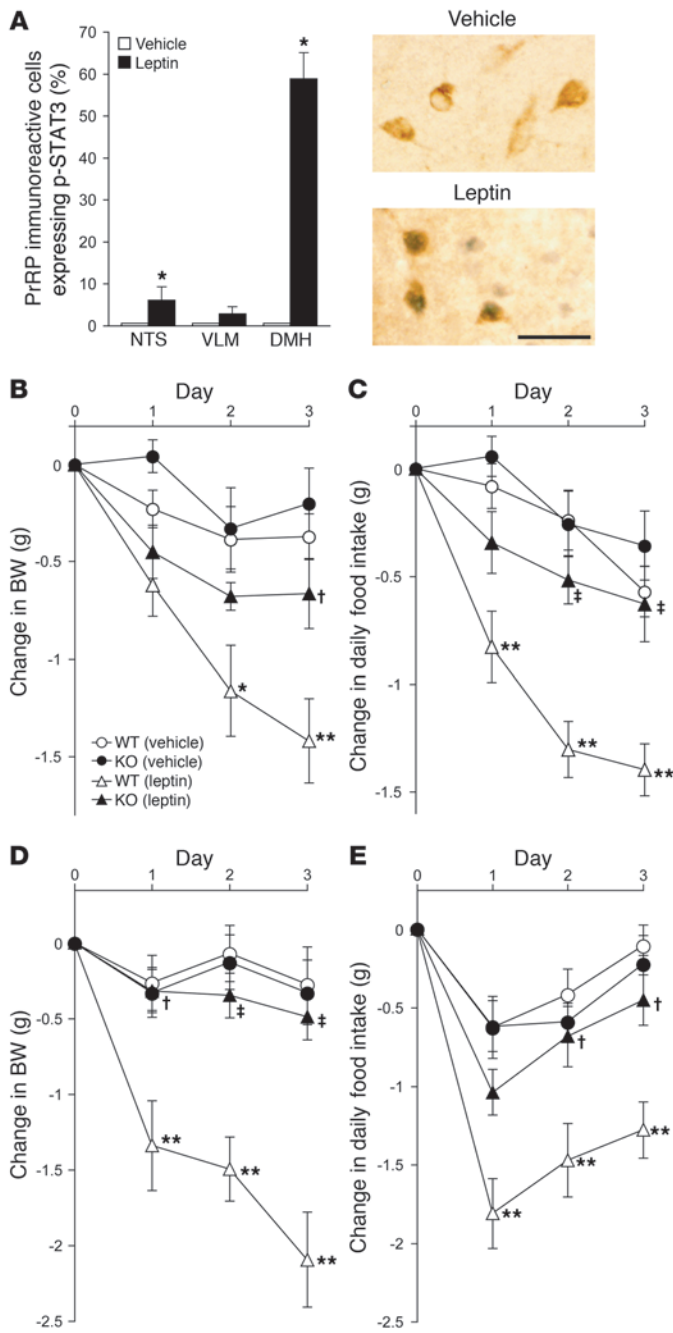 A
PrRP immunoreactive cells
expressing p-STAT3 (%)
70
60
50
40
30
20
10
0
Vehicle
Leptin
*
*
NTS VLM DMH
Vehicle
Leptin
B
Day
0 1 2 3
Change in BW (g)
0
-0.5
-1
-1.5
†
*
**
WT (vehicle)
KO (vehicle)
WT (leptin)
KO (leptin)
C
Day
0 1 2 3
Change in daily food intake (g)
0
-0.5
-1
-1.5
‡
‡
**
**
**
D
Day
0 1 2 3
Change in BW (g)
0
-0.5
-1
-1.5
-2
-2.5
†
‡
‡
**
**
**
E
Day
0 1 2 3
Change in daily food intake (g)
0
-0.5
-1
-1.5
-2
-2.5
†
†
**
**
**